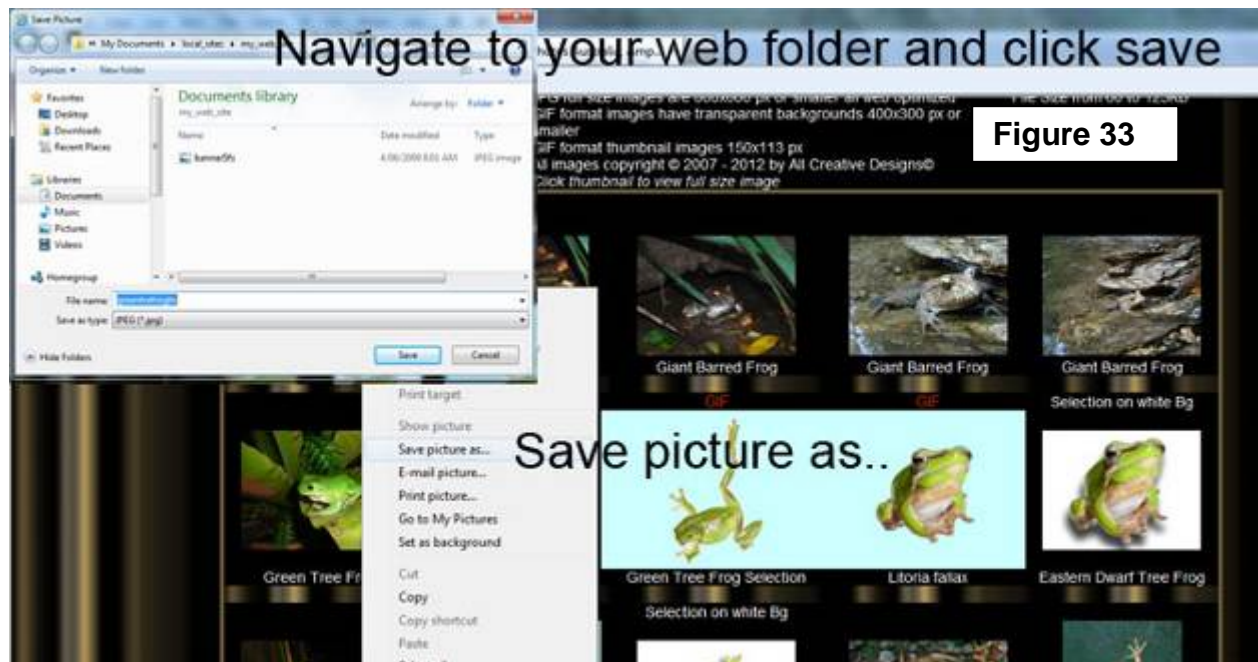 Save Picture
My Documents ▸ local_sites ▸
Navigate to your web folder and click save
Organize New folder
Favorites
Desktop
Downloads
Recent Places
Libraries
Documents
Music
Pictures
Videos
Homegroup
Documents library
my_web_site
Arrange by: Folder
Name Date modified Type
JPEG image
File name:
Save as type: JPEG (*.jpg)
Hide Folders
Save Cancel
GIF format images have transparent backgrounds 400x300 px or
smaller
GIF format thumbnail images 150x113 px
All images copyright © 2007 - 2012 by All Creative Designs©
Click thumbnail to view full size image
Figure 33
Giant Barred Frog
Giant Barred Frog
Giant Barred Frog
Print target
Show picture
Save picture as...
E-mail picture...
Print picture...
Go to My Pictures
Set as background
Cut
Copy
Copy shortcut
Paste
Save picture as..
GIF
GIF
Selection on white Bg
Green Tree
Green Tree Frog Selection
Litoria fallax
Eastern Dwarf Tree Frog
Selection on white Bg